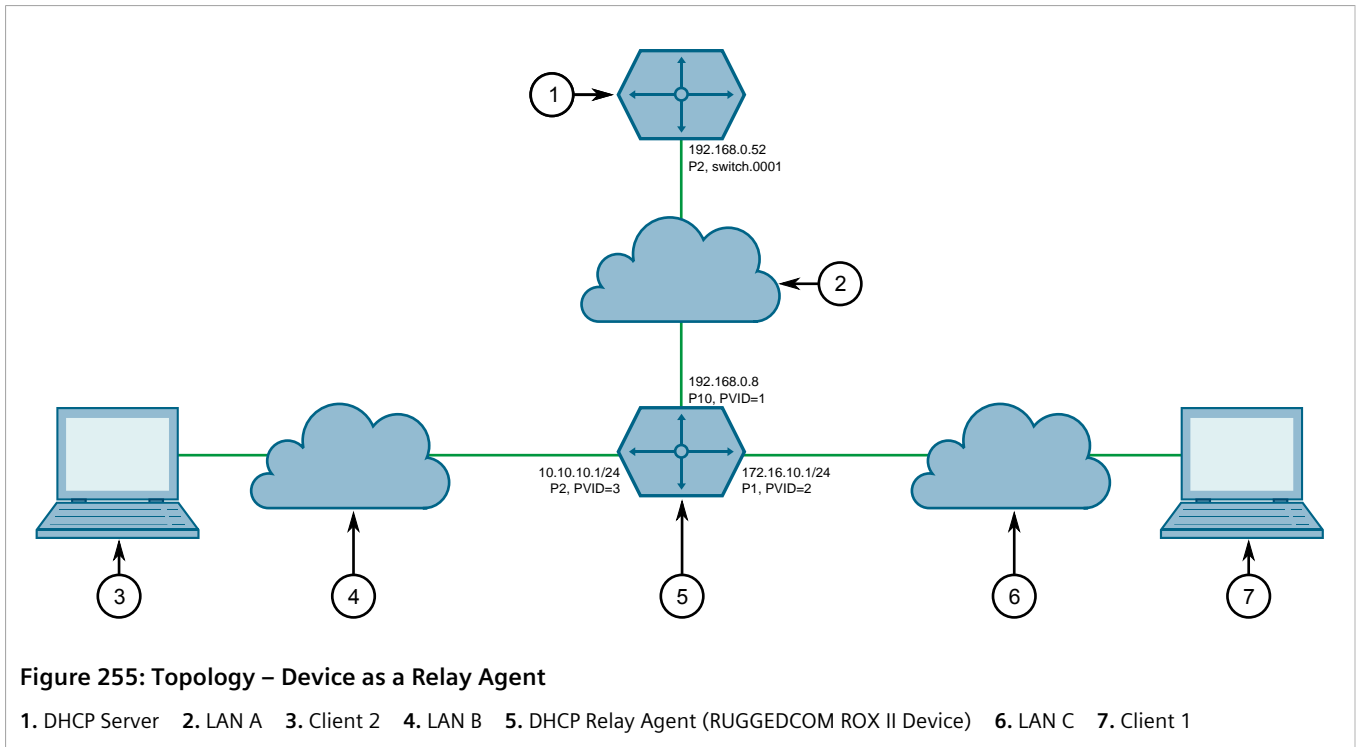 1
192.168.0.52
P2, switch.0001
2
192.168.0.8
P10, PVID=1
10.10.10.1/24
P2, PVID=3
172.16.10.1/24
P1, PVID=2
3
4
5
6
7
Figure 255: Topology – Device as a Relay Agent
1. DHCP Server 2. LAN A 3. Client 2 4. LAN B 5. DHCP Relay Agent (RUGGEDCOM ROX II Device) 6. LAN C 7. Client 1